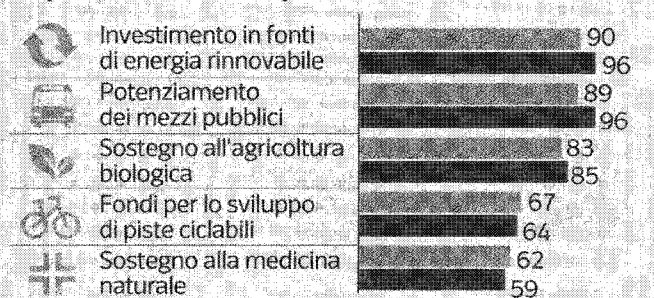 Investimento in fonti
di energia rinnovabile
90
96
Potenziamento
dei mezzi pubblici
89
96
Sostegno all'agricoltura
biologica
83
85
Fondi per lo sviluppo
di piste ciclabili
67
64
Sostegno alla medicina
naturale
62
59